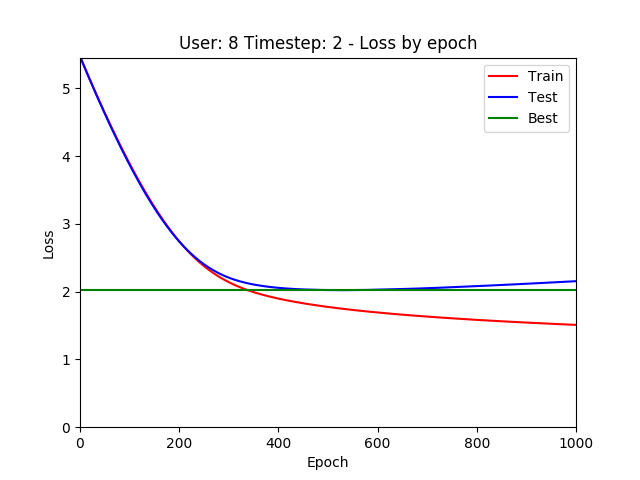 User: 8 Timestep: 2 - Loss by epoch
Train
Test
Best
5
4
3
2
1
0
Loss
0 200 400 600 800 1000
Epoch